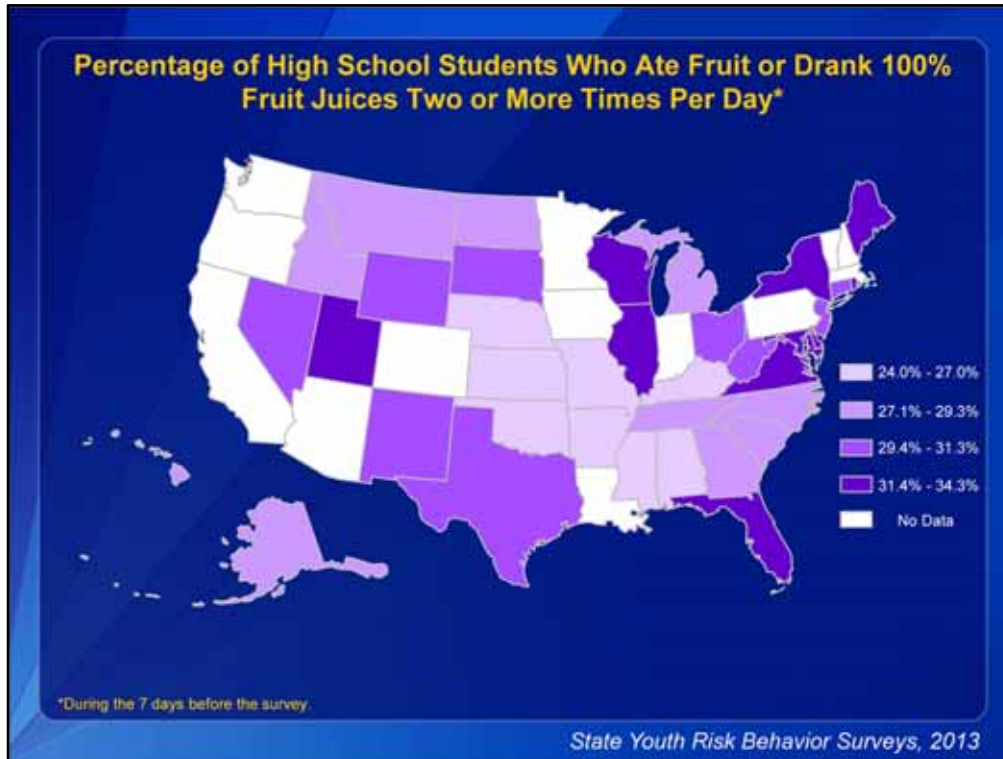 Percentage of High School Students Who Ate Fruit or Drank 100%
Fruit Juices Two or More Times Per Day*
24.0% - 27.0%
27.1% - 29.3%
29.4% - 31.3%
31.4% - 34.3%
No Data
*During the 7 days before the survey.
State Youth Risk Behavior Surveys, 2013